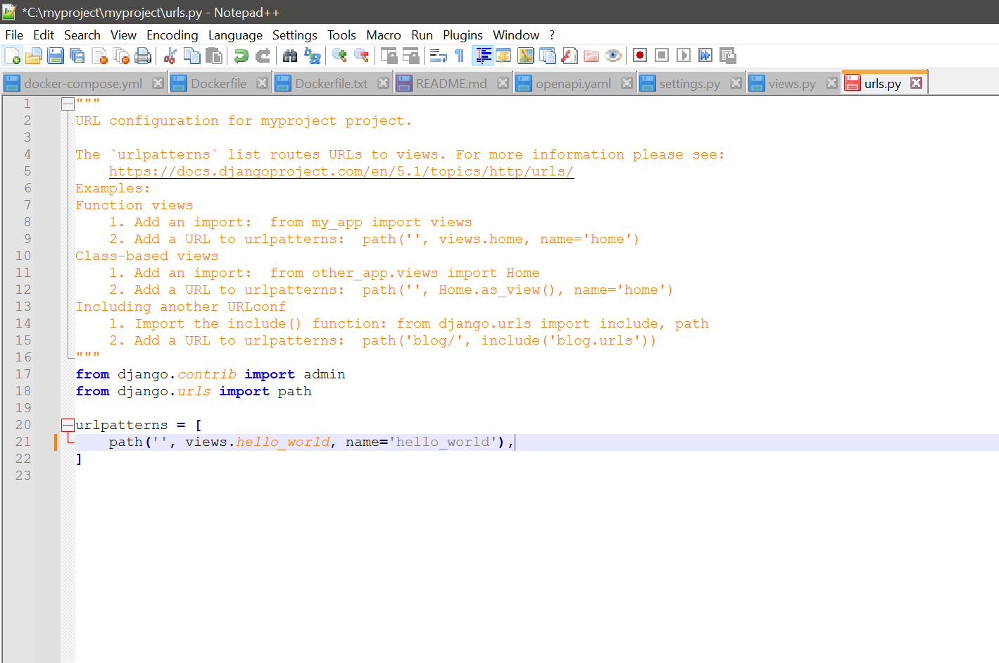 *C:\myproject\myproject\urls.py - Notepad++
File Edit Search View Encoding Language Settings Tools Macro Run Plugins Window ?
docker-compose.yml Dockerfile Dockerfile.txt README.md openapi.yaml settings.py views.py urls.py
1 """
2 URL configuration for myproject project.
3
4 The `urlpatterns` list routes URLs to views. For more information please see:
5     https://docs.djangoproject.com/en/5.1/topics/http/urls/
6 Examples:
7 Function views
8     1. Add an import:  from my_app import views
9     2. Add a URL to urlpatterns:  path('', views.home, name='home')
10 Class-based views
11     1. Add an import:  from other_app.views import Home
12     2. Add a URL to urlpatterns:  path('', Home.as_view(), name='home')
13 Including another URLconf
14     1. Import the include() function: from django.urls import include, path
15     2. Add a URL to urlpatterns:  path('blog/', include('blog.urls'))
16 """
17 from django.contrib import admin
18 from django.urls import path
19
20 urlpatterns = [
21     path('', views.hello_world, name='hello_world'),
22 ]
23